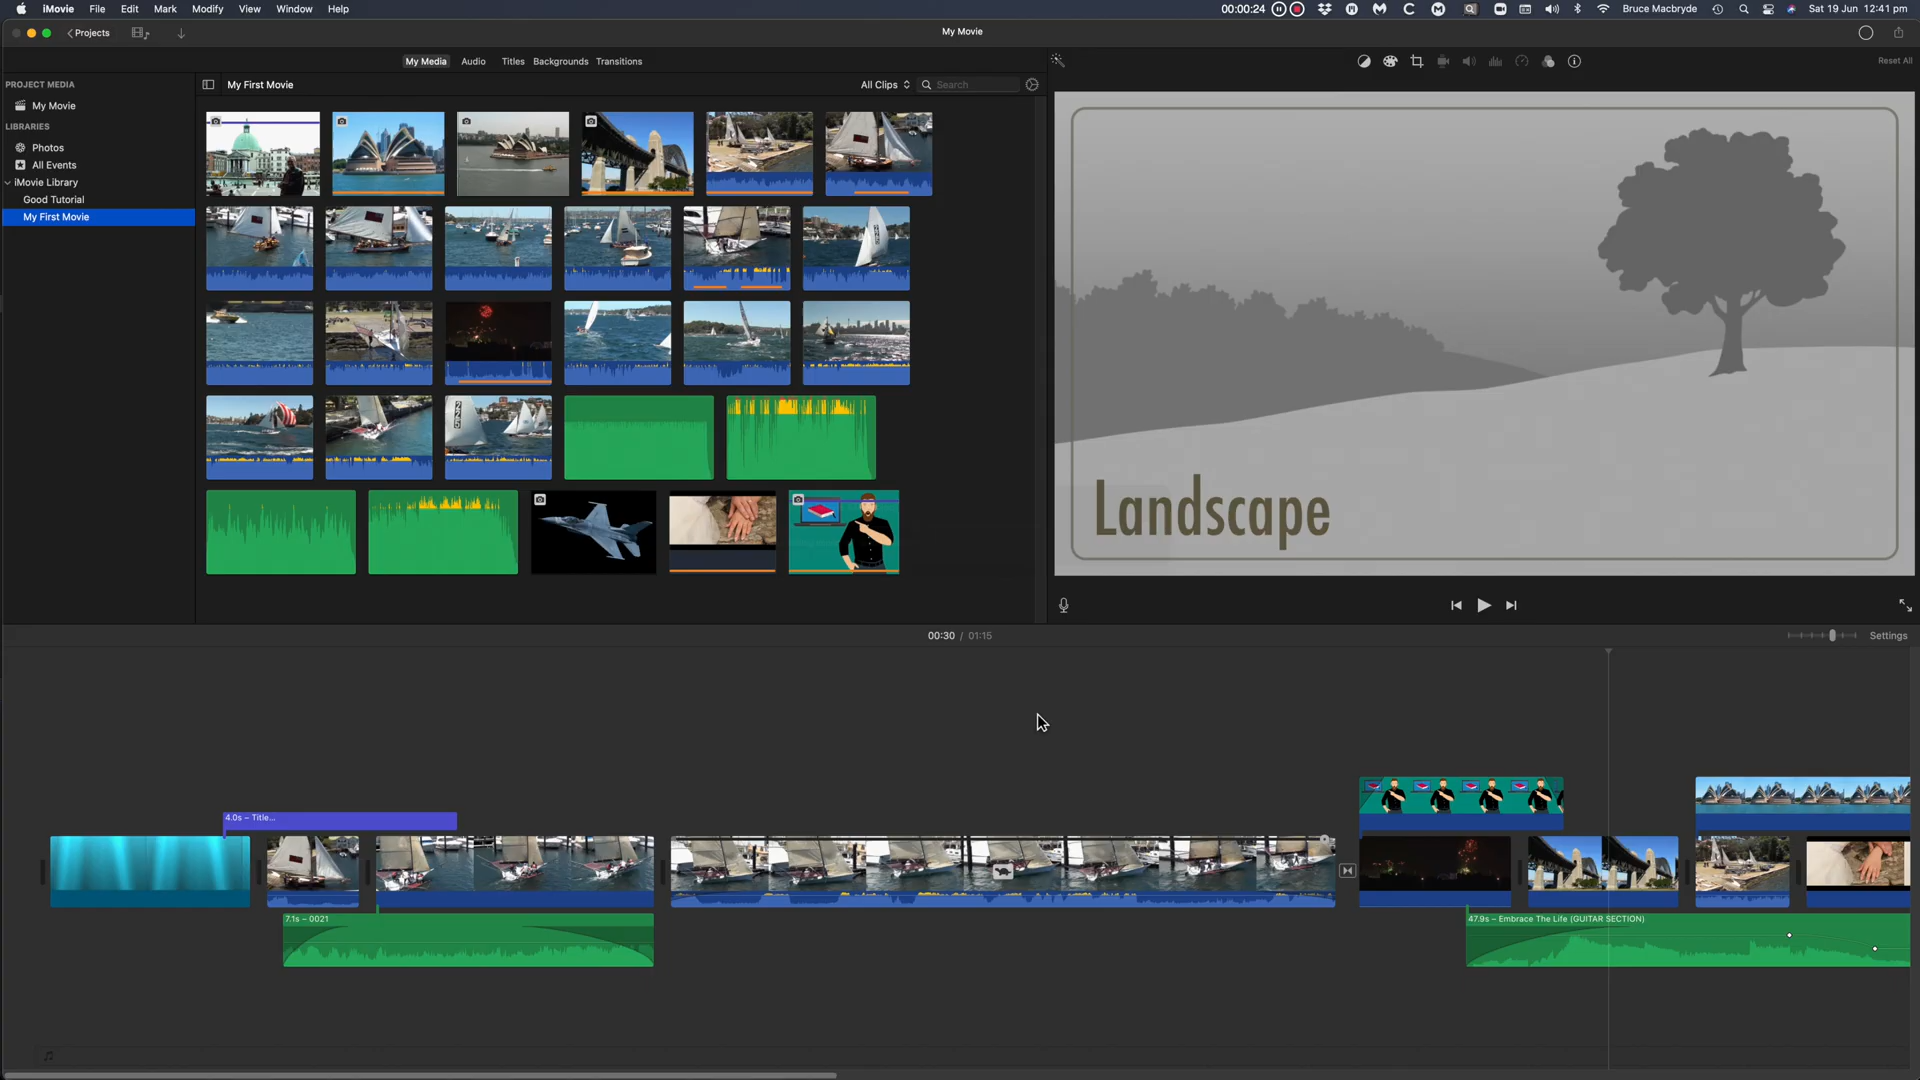 iMovie File Edit Mark Modify View Window Help
00:00:24
Bruce Macbryde
Sat 19 Jun 12:41 pm
Projects
My Movie
My Media Audio Titles Backgrounds Transitions
Reset All
PROJECT MEDIA
My Movie
LIBRARIES
Photos
All Events
iMovie Library
Good Tutorial
My First Movie
My First Movie
All Clips
Search
Landscape
00:30 / 01:15
Settings
4.0s – Title...
7.1s – 0021
47.9s – Embrace The Life (GUITAR SECTION)